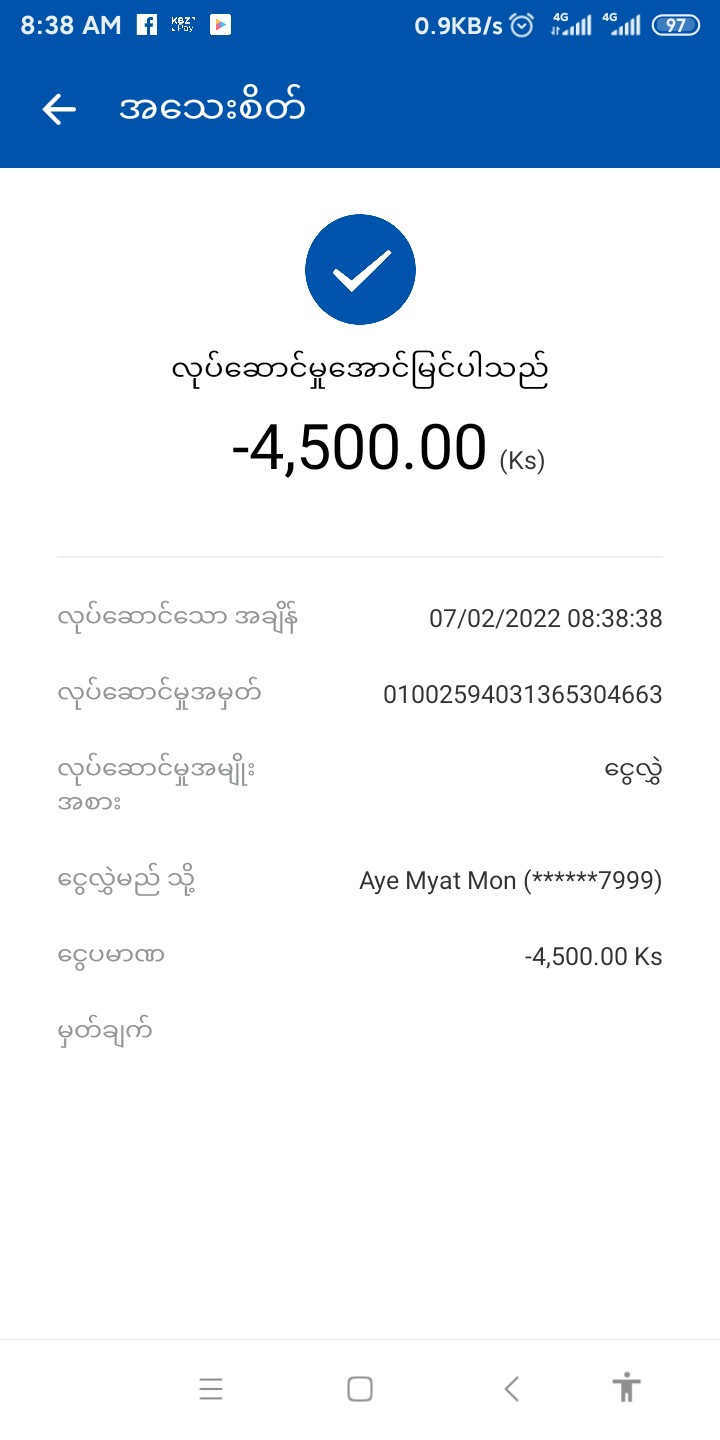 8:38 AM KBZ Pay 0.9KB/s 4G 4G 97
အသေးစိတ်
လုပ်ဆောင်မှုအောင်မြင်ပါသည်
-4,500.00 (Ks)
လုပ်ဆောင်သော အချိန် 07/02/2022 08:38:38
လုပ်ဆောင်မှုအမှတ် 01002594031365304663
လုပ်ဆောင်မှုအမျိုး ငွေလွှဲ
အစား
ငွေလွှဲမည် သို့ Aye Myat Mon (******7999)
ငွေပမာဏ -4,500.00 Ks
မှတ်ချက်